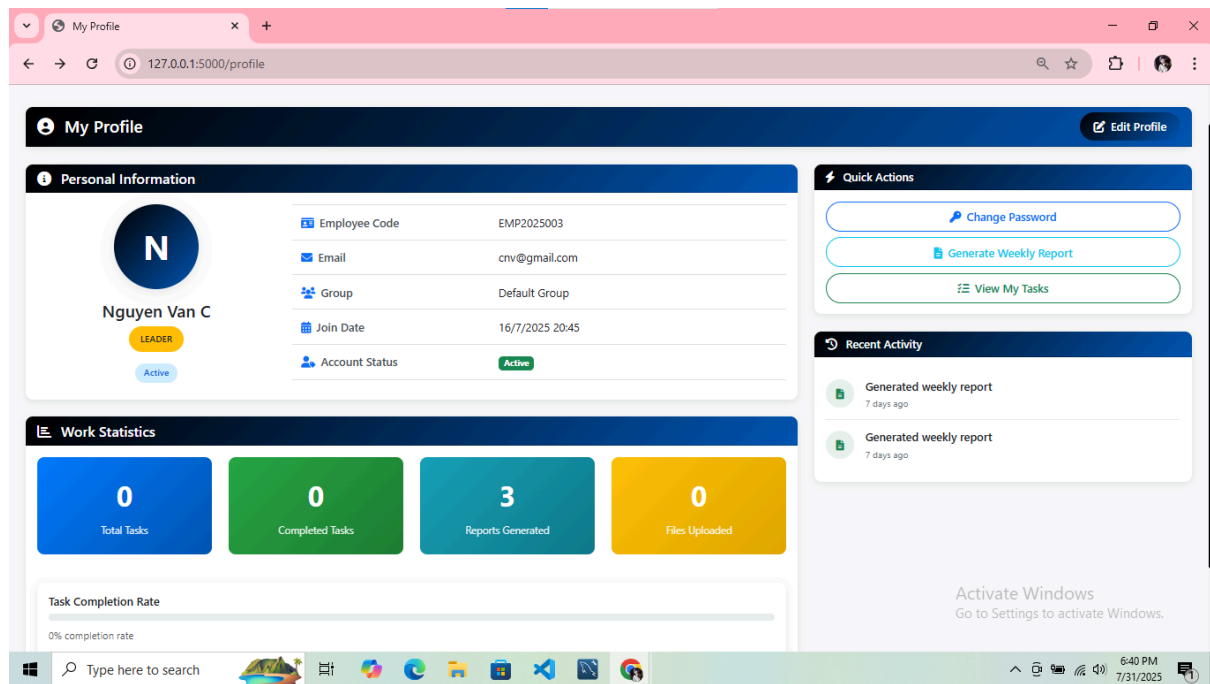 My Profile
127.0.0.1:5000/profile
My Profile
Edit Profile
Personal Information
N
Nguyen Van C
LEADER
Active
Employee Code EMP2025003
Email cnv@gmail.com
Group Default Group
Join Date 16/7/2025 20:45
Account Status Active
Quick Actions
Change Password
Generate Weekly Report
View My Tasks
Recent Activity
Generated weekly report
7 days ago
Generated weekly report
7 days ago
Work Statistics
0
Total Tasks
0
Completed Tasks
3
Reports Generated
0
Files Uploaded
Task Completion Rate
0% completion rate
Activate Windows
Go to Settings to activate Windows.
Type here to search
6:40 PM
7/31/2025
1